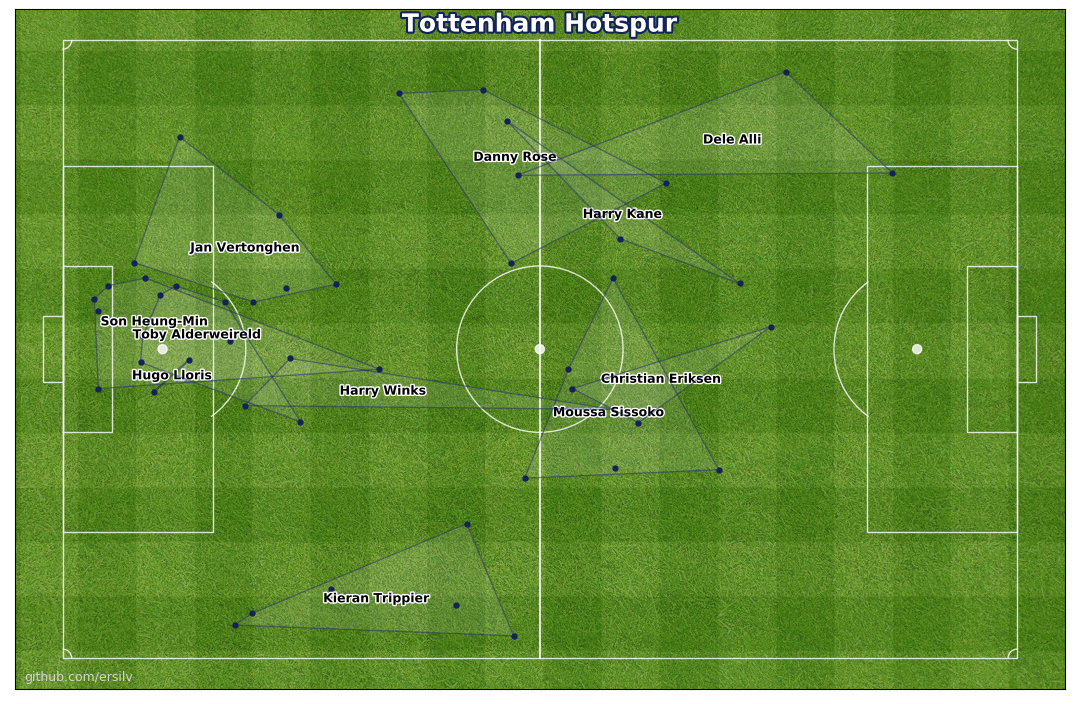 Tottenham Hotspur
Dele Alli
Danny Rose
Harry Kane
Jan Vertonghen
Son Heung-Min
Toby Alderweireld
Hugo Lloris
Christian Eriksen
Harry Winks
Moussa Sissoko
Kieran Trippier
github.com/ersilv